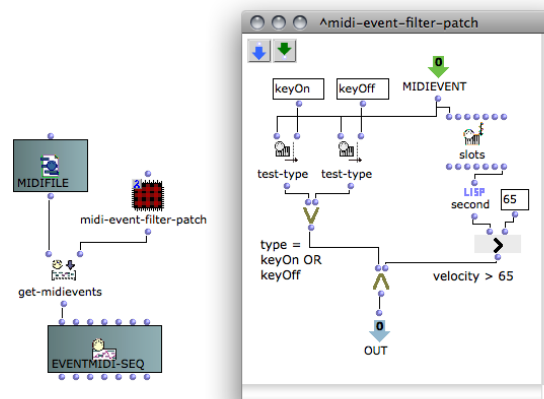 ^midi-event-filter-patch
0
MIDIEVENT
keyOn
keyOff
test-type
test-type
slots
LISP
second
65
>
type =
keyOn OR
keyOff
velocity > 65
0
OUT
MIDIFILE
midi-event-filter-patch
get-midievents
EVENTMIDI-SEQ